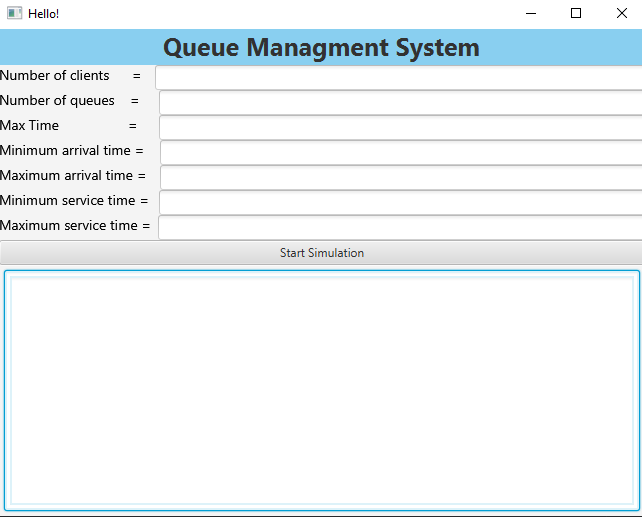 Hello!
Queue Managment System
Number of clients =
Number of queues =
Max Time =
Minimum arrival time =
Maximum arrival time =
Minimum service time =
Maximum service time =
Start Simulation